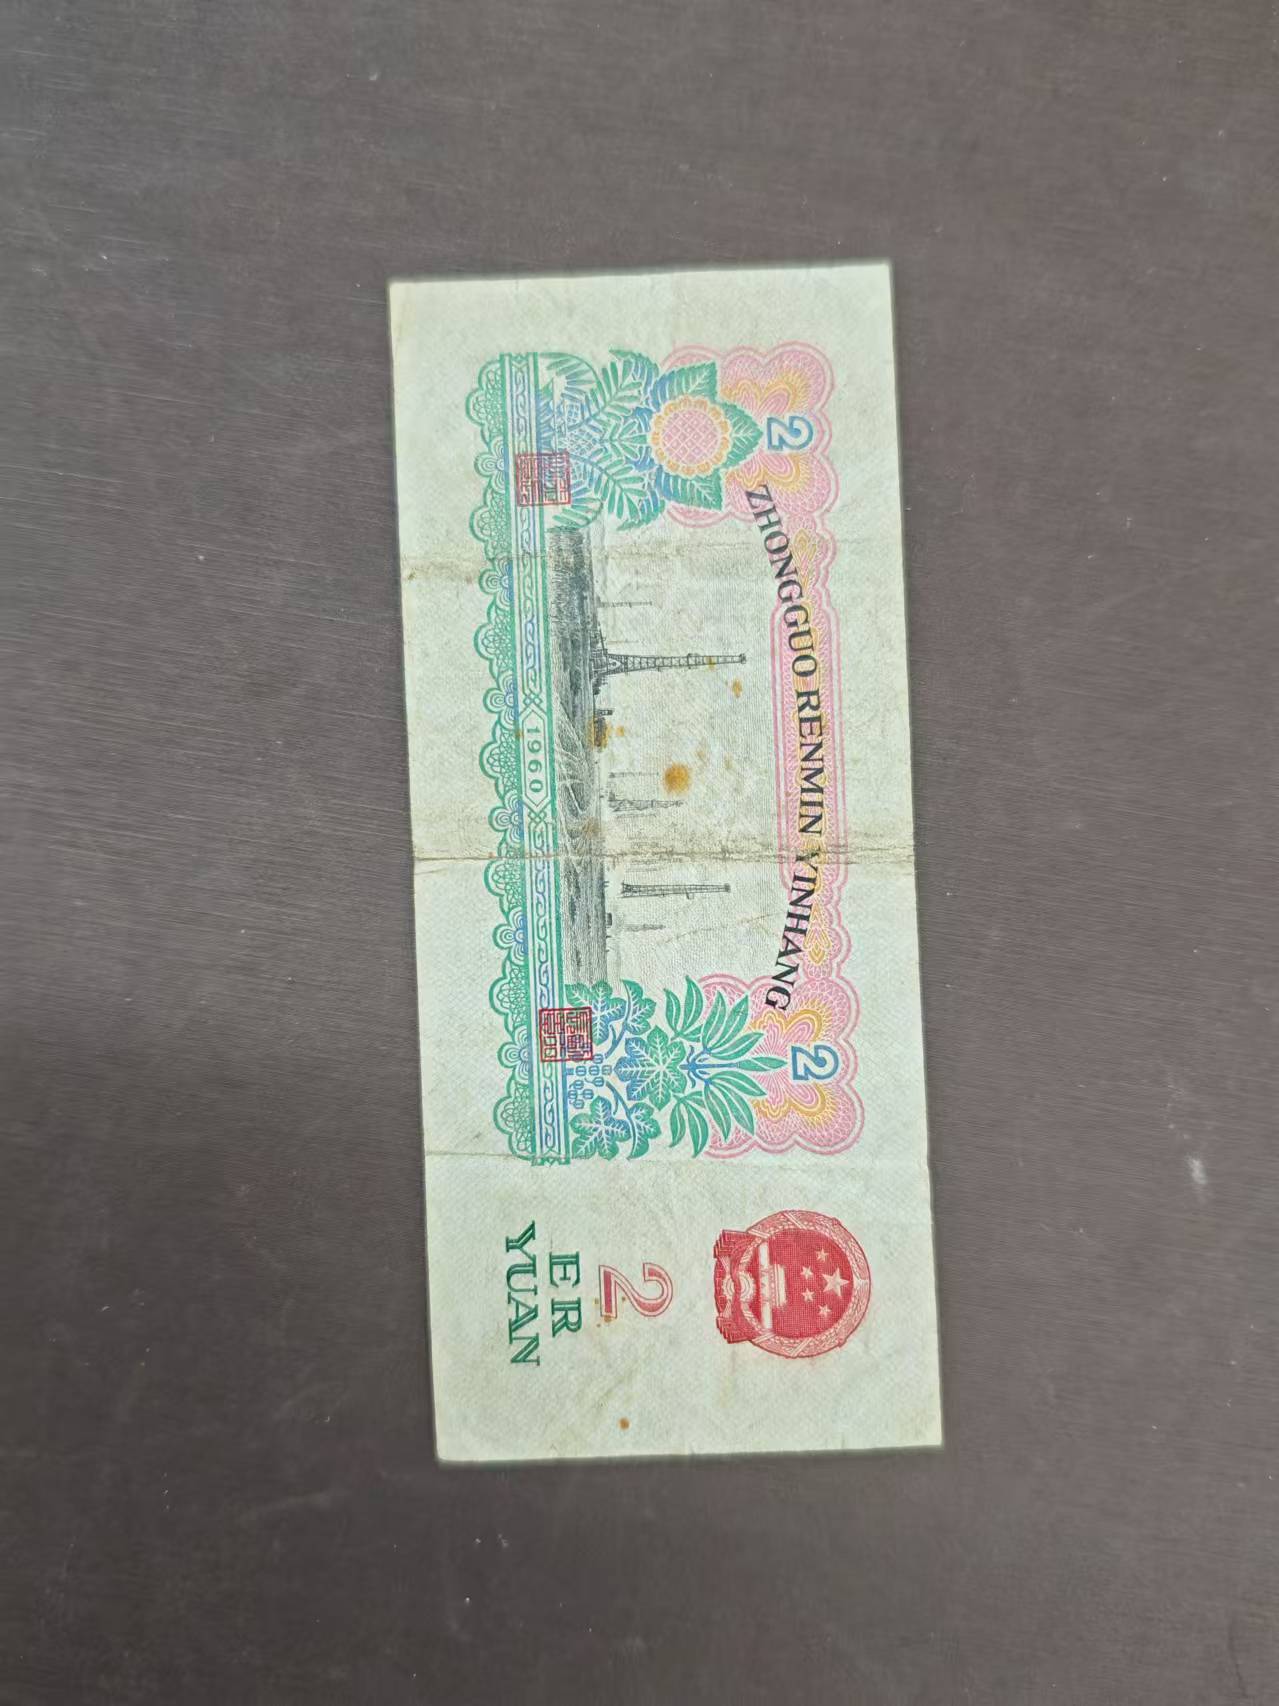 2
ZHONGGUO RENMIN YINHANG
2
1960
2
ER
YUAN